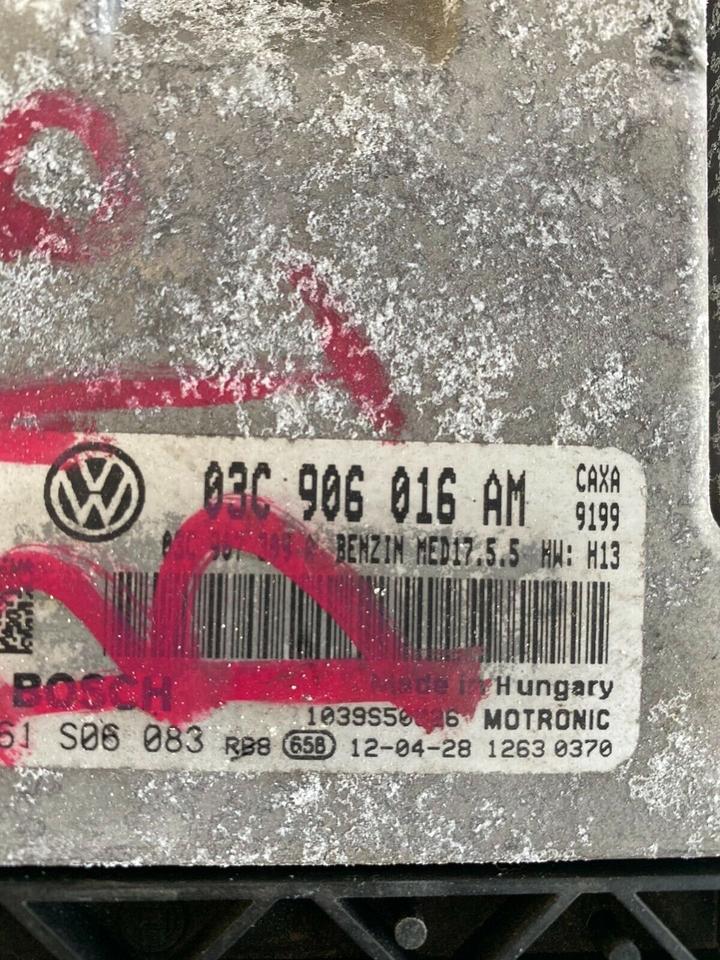 03C 906 016 AM CAXA
9199
BENZIN MED17.5.5 HW: H13
BOSCH
Made in Hungary
MOTRONIC
61 S06 083 RB8 658 12-04-28 1263 0370